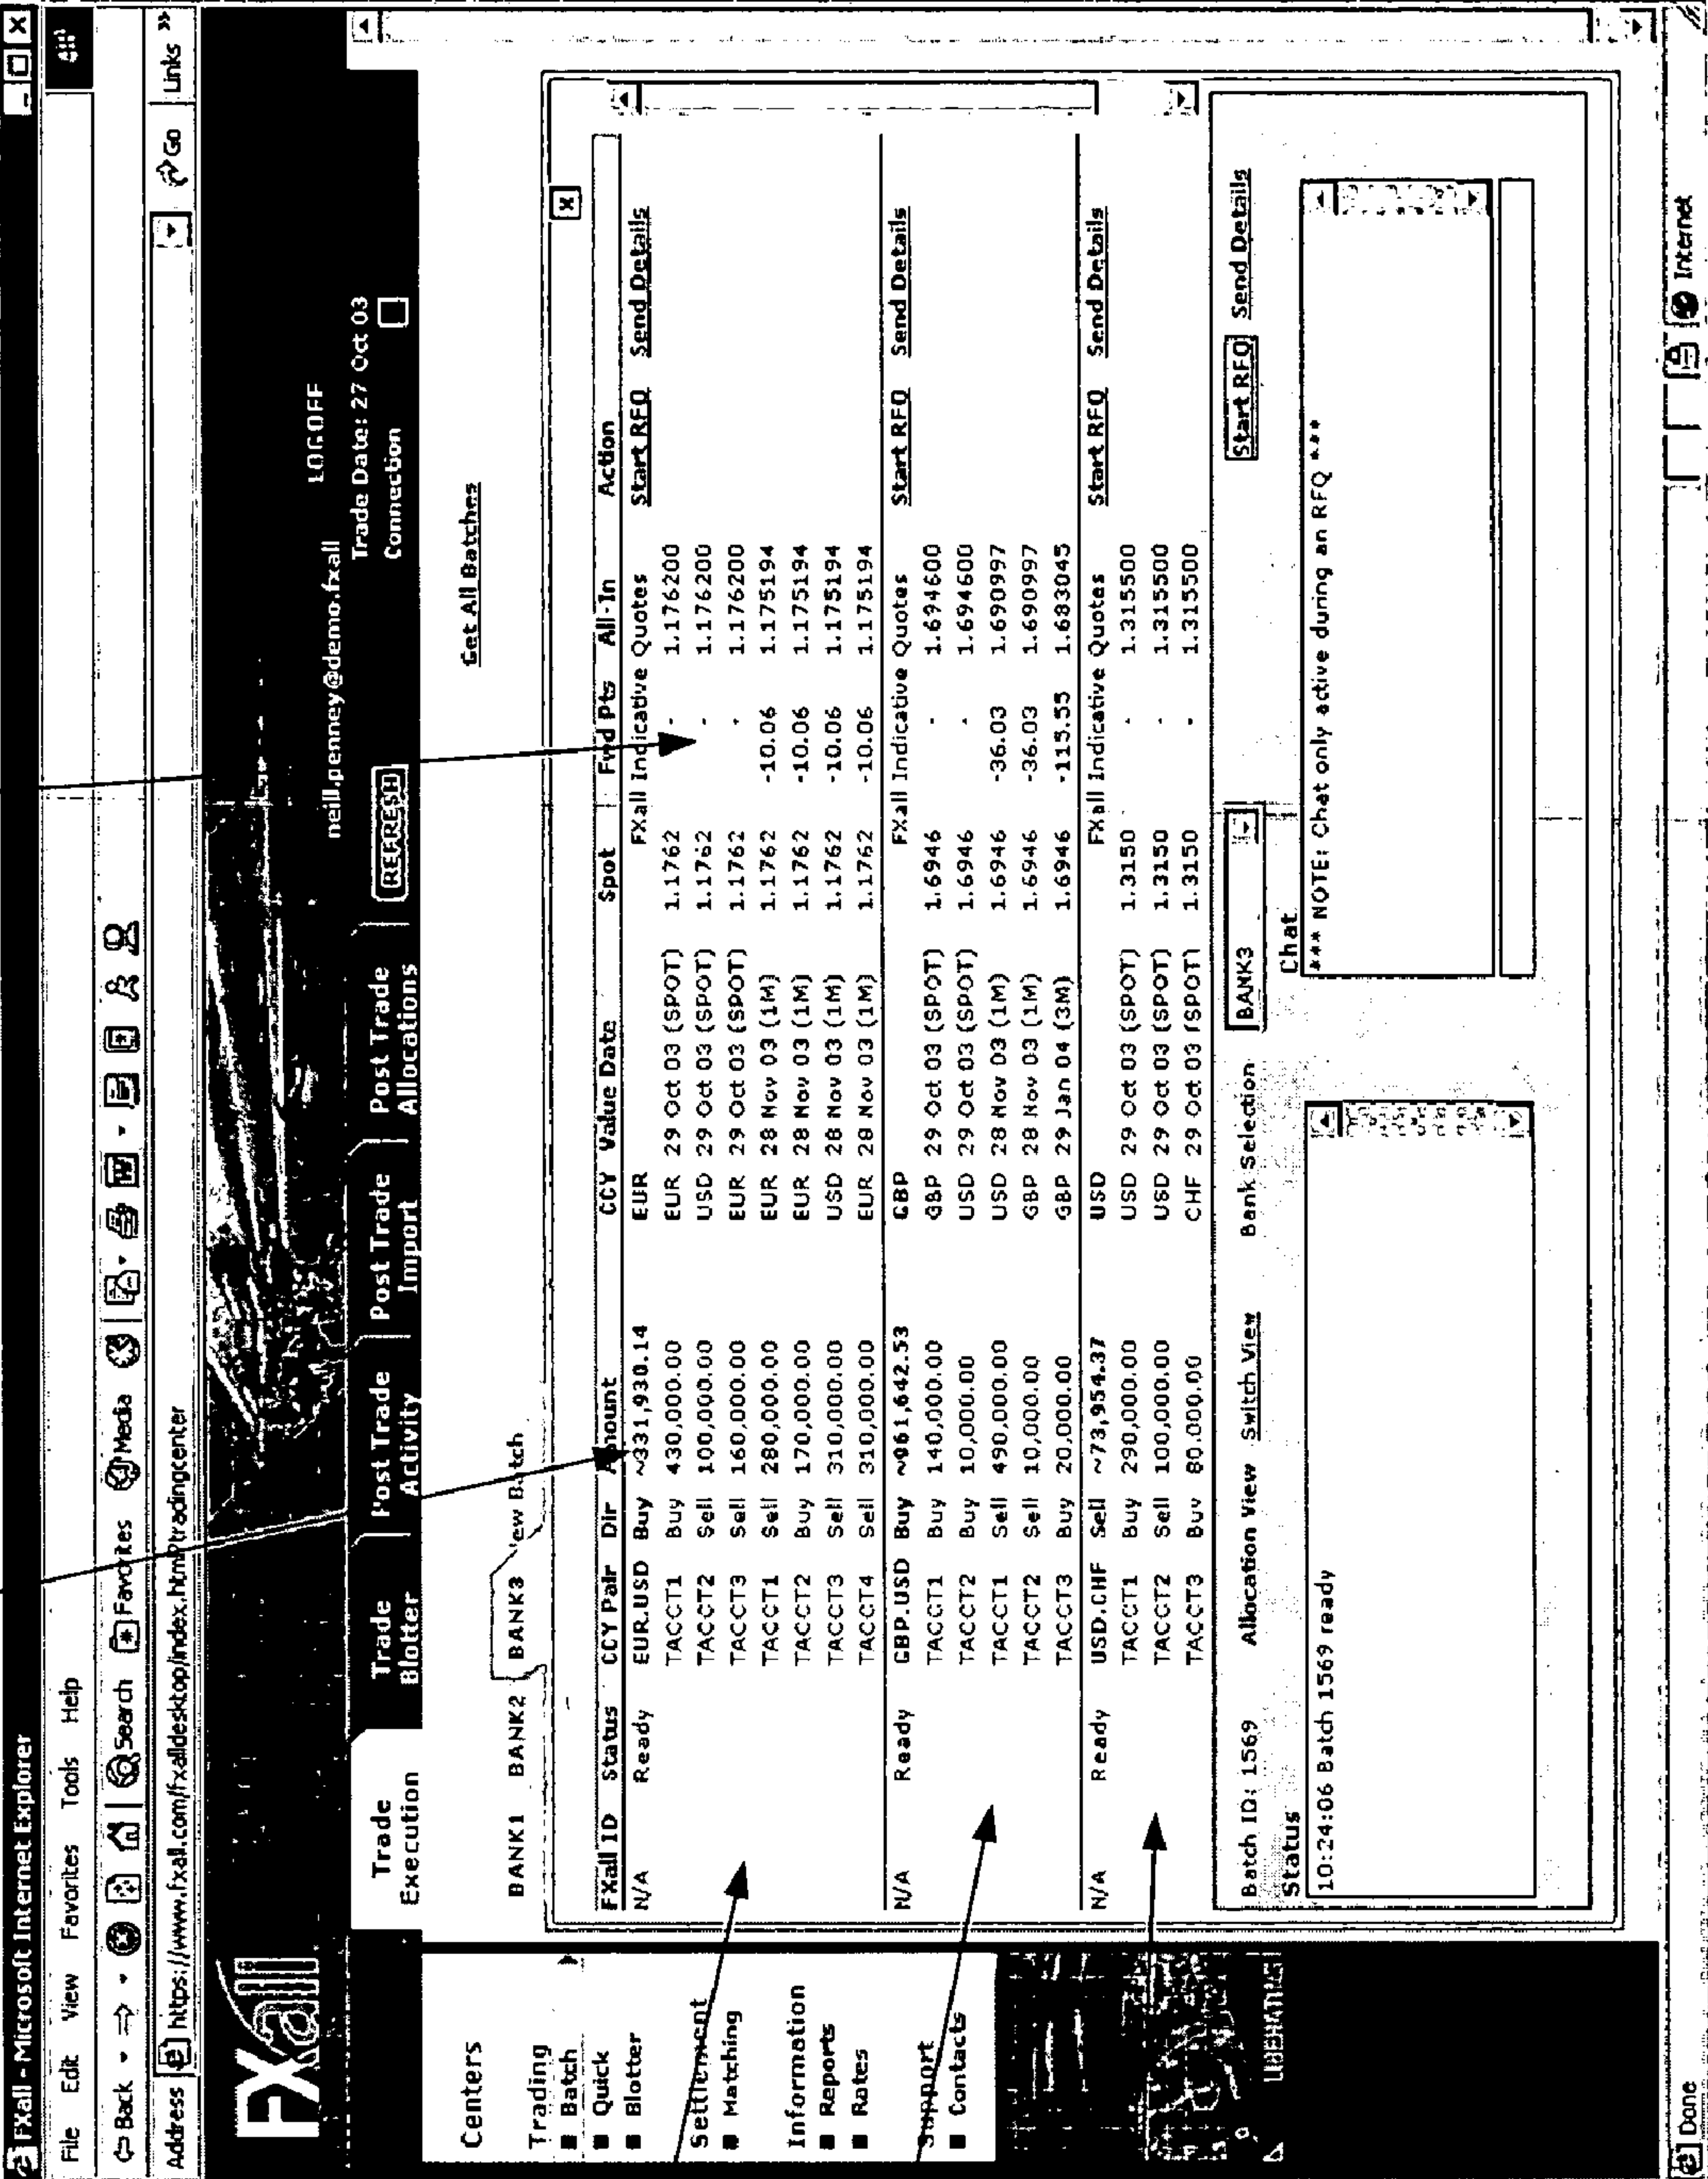 FXall - Microsoft Internet Explorer
File Edit View Favorites Tools Help
Back Search Favorites Media
Address https://www.fxall.com/fxalldesktop/index.htm?tradingcenter Go Links »
FXall
neill.penney@demo.fxall LOGOFF
Trade Date: 27 Oct 03
Trade Execution Trade Blotter Post Trade Activity Post Trade Import Post Trade Allocations REFRESH Connection
Centers
Trading
Batch
Quick
Blotter
Settlement
Matching
Information
Reports
Rates
Support
Contacts
Get All Batches
BANK1 BANK2 BANK3 New Batch
FXall ID Status CCY Pair Dir Amount CCY Value Date Spot Fwd Pts All-In Action
N/A Ready EUR.USD Buy ~331,930.14 EUR FXall Indicative Quotes Start RFQ Send Details
TACCT1 Buy 430,000.00 EUR 29 Oct 03 (SPOT) 1.1762 - 1.176200
TACCT2 Sell 100,000.00 USD 29 Oct 03 (SPOT) 1.1762 - 1.176200
TACCT3 Sell 160,000.00 EUR 29 Oct 03 (SPOT) 1.1762 - 1.176200
TACCT1 Sell 280,000.00 EUR 28 Nov 03 (1M) 1.1762 -10.06 1.175194
TACCT2 Buy 170,000.00 EUR 28 Nov 03 (1M) 1.1762 -10.06 1.175194
TACCT3 Sell 310,000.00 USD 28 Nov 03 (1M) 1.1762 -10.06 1.175194
TACCT4 Sell 310,000.00 EUR 28 Nov 03 (1M) 1.1762 -10.06 1.175194
N/A Ready GBP.USD Buy ~961,642.53 GBP FXall Indicative Quotes Start RFQ Send Details
TACCT1 Buy 140,000.00 GBP 29 Oct 03 (SPOT) 1.6946 - 1.694600
TACCT2 Buy 10,000.00 USD 29 Oct 03 (SPOT) 1.6946 - 1.694600
TACCT1 Sell 490,000.00 USD 28 Nov 03 (1M) 1.6946 -36.03 1.690997
TACCT2 Sell 10,000.00 GBP 28 Nov 03 (1M) 1.6946 -36.03 1.690997
TACCT3 Buy 20,000.00 GBP 29 Jan 04 (3M) 1.6946 -115.55 1.683045
N/A Ready USD.CHF Sell ~73,954.37 USD FXall Indicative Quotes Start RFQ Send Details
TACCT1 Buy 290,000.00 USD 29 Oct 03 (SPOT) 1.3150 - 1.315500
TACCT2 Sell 100,000.00 USD 29 Oct 03 (SPOT) 1.3150 - 1.315500
TACCT3 Buy 80,000.00 CHF 29 Oct 03 (SPOT) 1.3150 - 1.315500
Batch ID: 1569 Allocation View Switch View Bank Selection BANK3 Start RFQ Send Details
Status Chat
10:24:06 Batch 1569 ready
*** NOTE: Chat only active during an RFQ ***
Done Internet